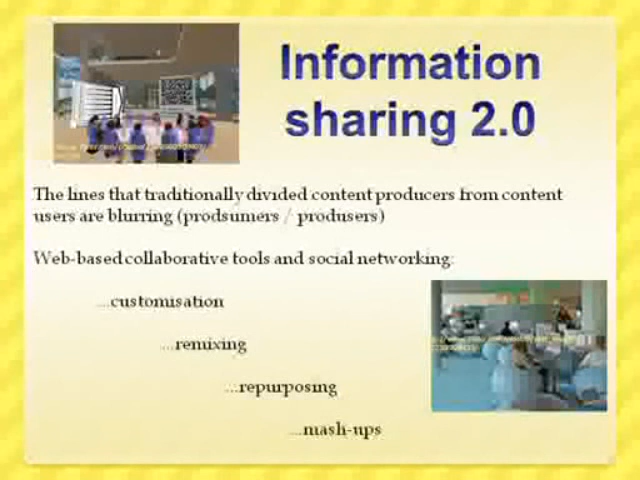 Information
sharing 2.0
The lines that traditionally divided content producers from content
users are blurring (prodsumers / produsers)
Web-based collaborative tools and social networking:
...customisation
...remixing
...repurposing
...mash-ups